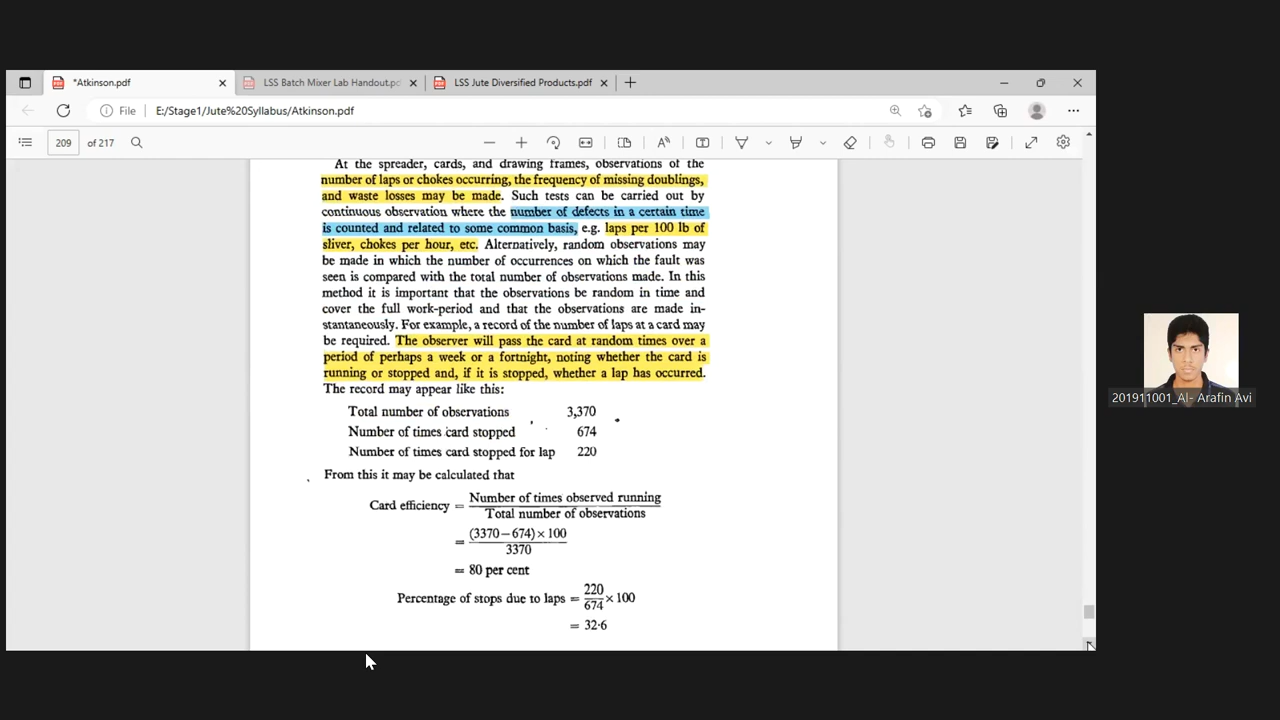 *Atkinson.pdf
LSS Batch Mixer Lab Handout.pd
LSS Jute Diversified Products.pdf
File
E:/Stage1/Jute%20Syllabus/Atkinson.pdf
209 of 217
At the spreader, cards, and drawing frames, observations of the
number of laps or chokes occurring, the frequency of missing doublings,
and waste losses may be made. Such tests can be carried out by
continuous observation where the number of defects in a certain time
is counted and related to some common basis, e.g. laps per 100 lb of
sliver, chokes per hour, etc. Alternatively, random observations may
be made in which the number of occurrences on which the fault was
seen is compared with the total number of observations made. In this
method it is important that the observations be random in time and
cover the full work-period and that the observations are made in-
stantaneously. For example, a record of the number of laps at a card may
be required. The observer will pass the card at random times over a
period of perhaps a week or a fortnight, noting whether the card is
running or stopped and, if it is stopped, whether a lap has occurred.
The record may appear like this:
Total number of observations 3,370
Number of times card stopped 674
Number of times card stopped for lap 220
From this it may be calculated that
Card efficiency = Number of times observed running
Total number of observations
= (3370−674) × 100
3370
= 80 per cent
Percentage of stops due to laps = 220
674 × 100
= 32·6
201911001_Al- Arafin Avi